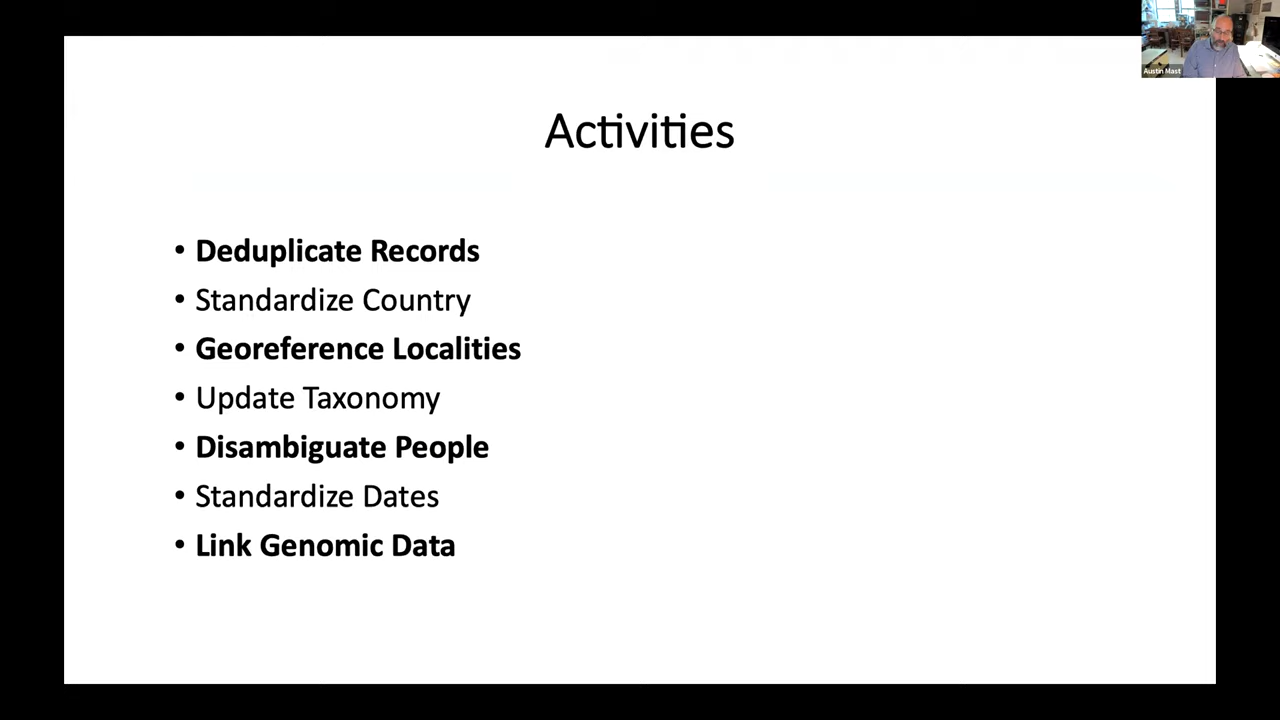 Austin Mast
Activities
• Deduplicate Records
• Standardize Country
• Georeference Localities
• Update Taxonomy
• Disambiguate People
• Standardize Dates
• Link Genomic Data